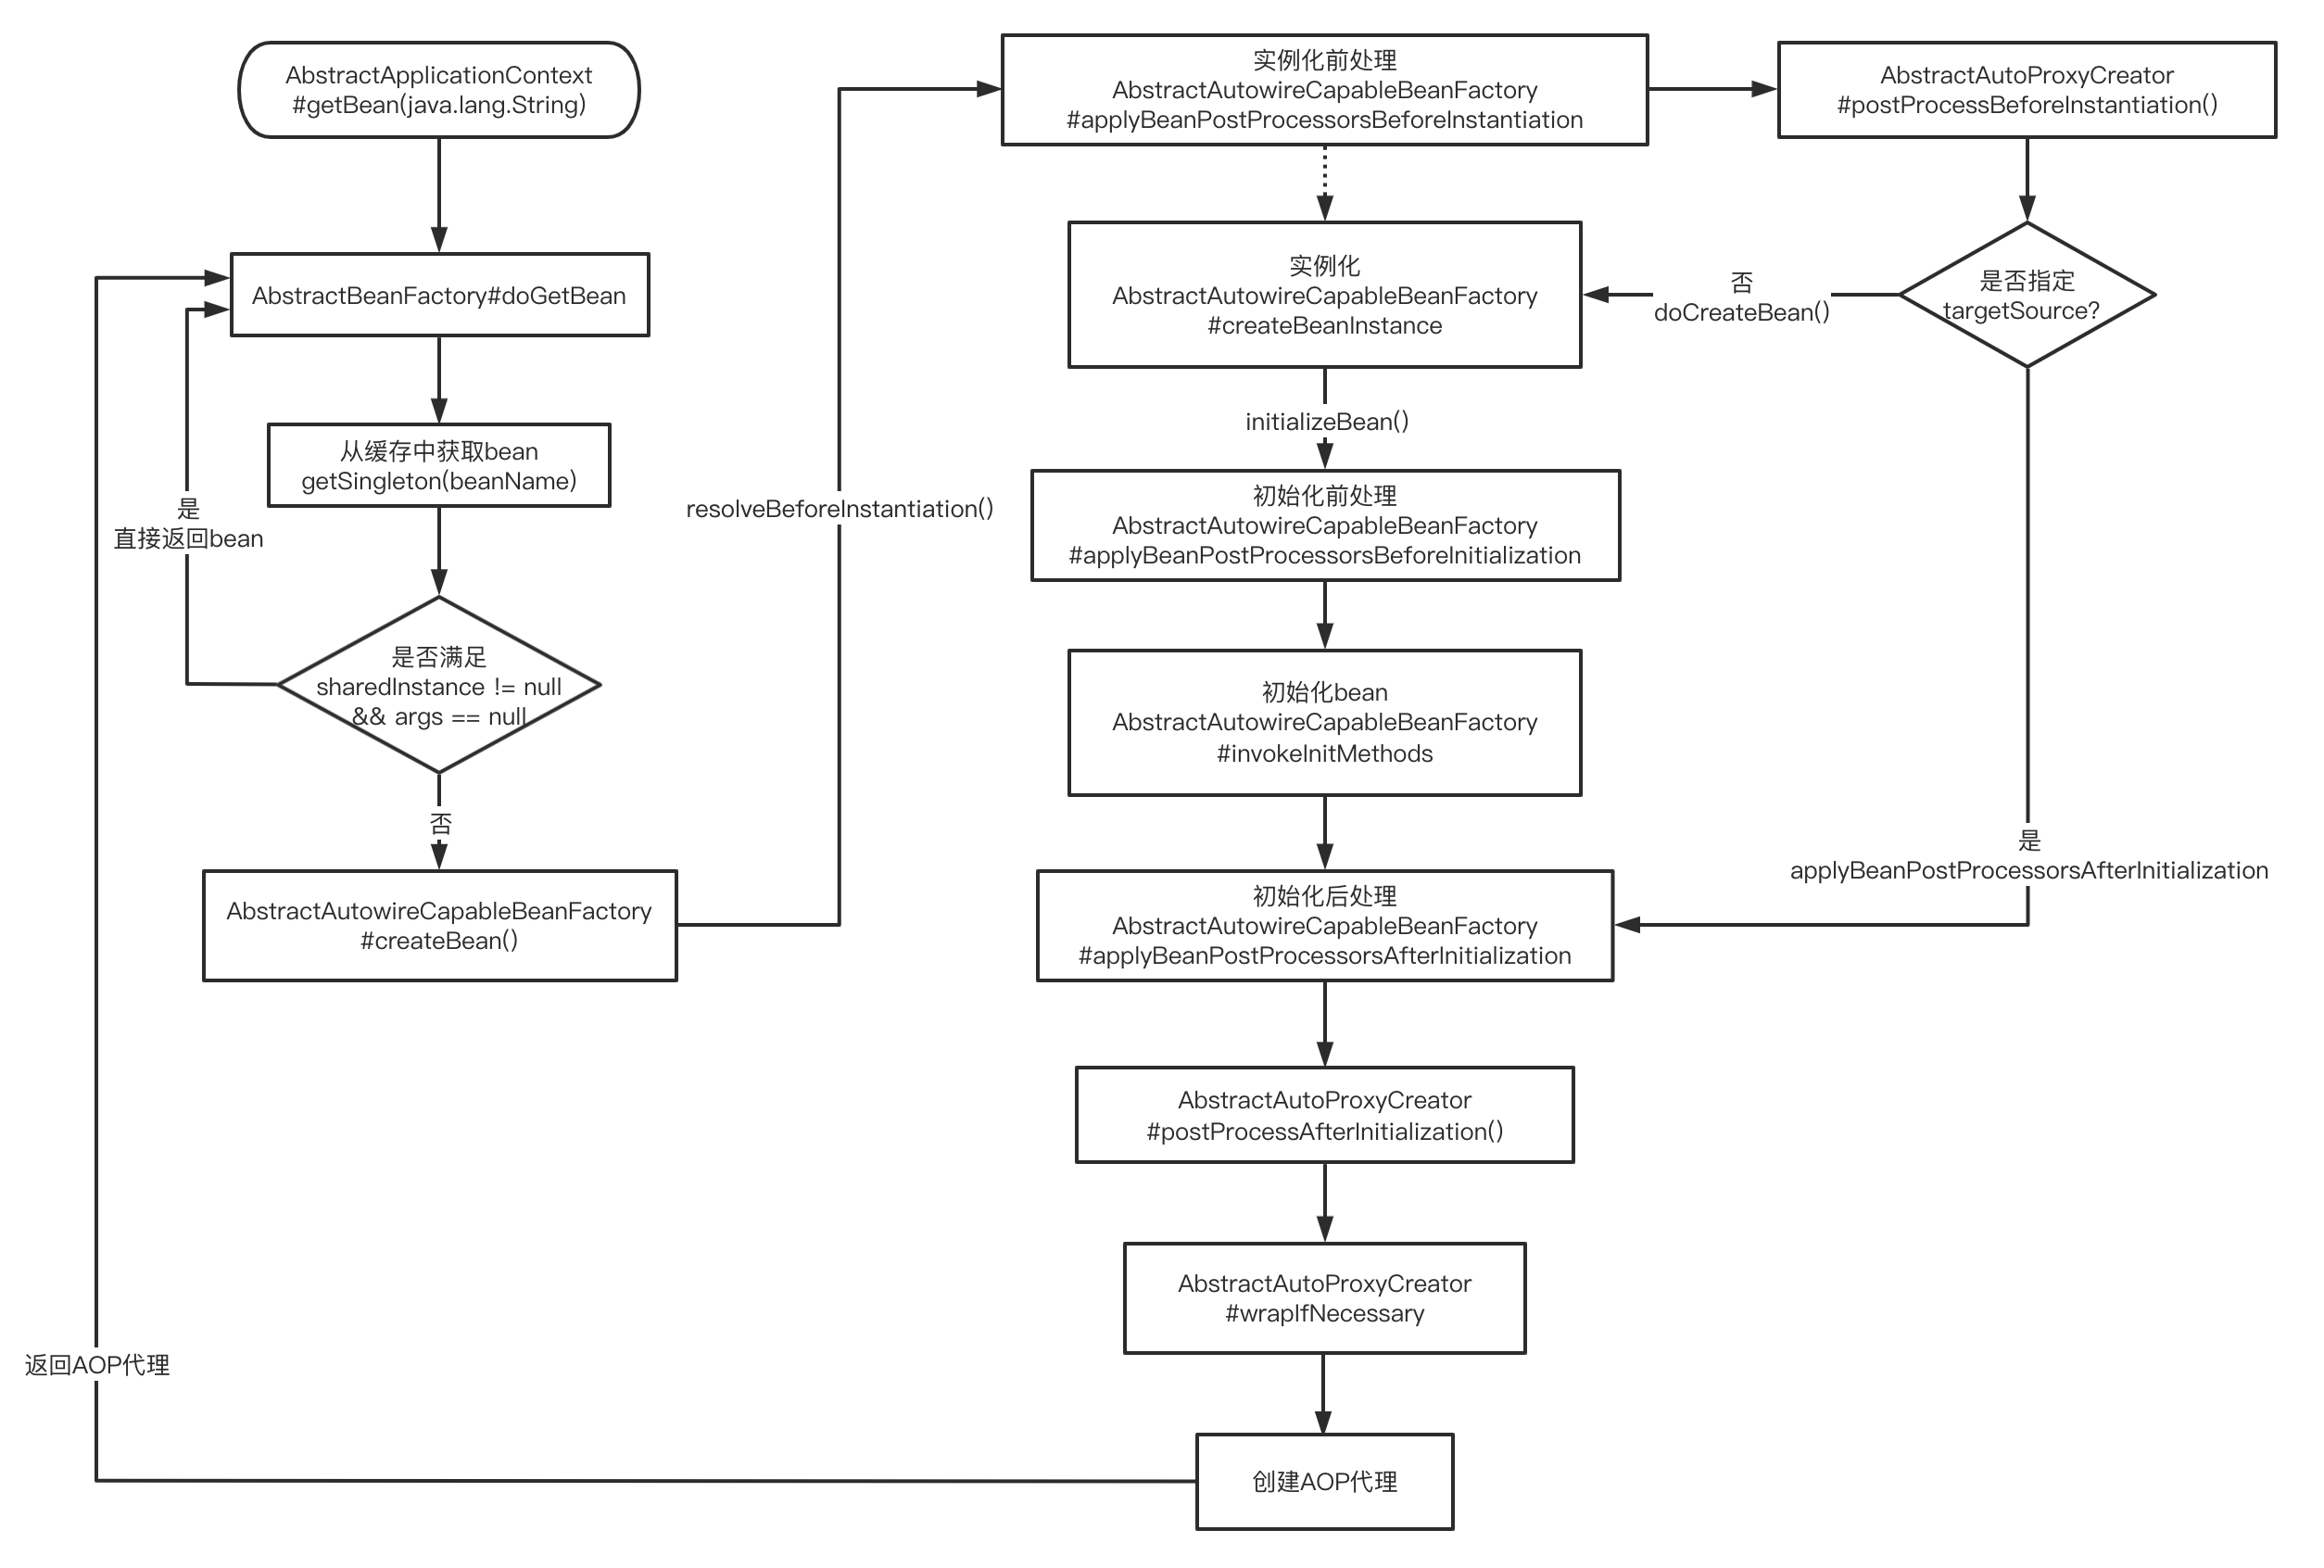 AbstractApplicationContext
#getBean(java.lang.String)
AbstractBeanFactory#doGetBean
从缓存中获取bean
getSingleton(beanName)
是
直接返回bean
是否满足
sharedInstance != null
&& args == null
否
AbstractAutowireCapableBeanFactory
#createBean()
resolveBeforeInstantiation()
实例化前处理
AbstractAutowireCapableBeanFactory
#applyBeanPostProcessorsBeforeInstantiation
AbstractAutoProxyCreator
#postProcessBeforeInstantiation()
是否指定
targetSource?
否
doCreateBean()
实例化
AbstractAutowireCapableBeanFactory
#createBeanInstance
initializeBean()
初始化前处理
AbstractAutowireCapableBeanFactory
#applyBeanPostProcessorsBeforeInitialization
初始化bean
AbstractAutowireCapableBeanFactory
#invokeInitMethods
是
applyBeanPostProcessorsAfterInitialization
初始化后处理
AbstractAutowireCapableBeanFactory
#applyBeanPostProcessorsAfterInitialization
AbstractAutoProxyCreator
#postProcessAfterInitialization()
AbstractAutoProxyCreator
#wrapIfNecessary
创建AOP代理
返回AOP代理